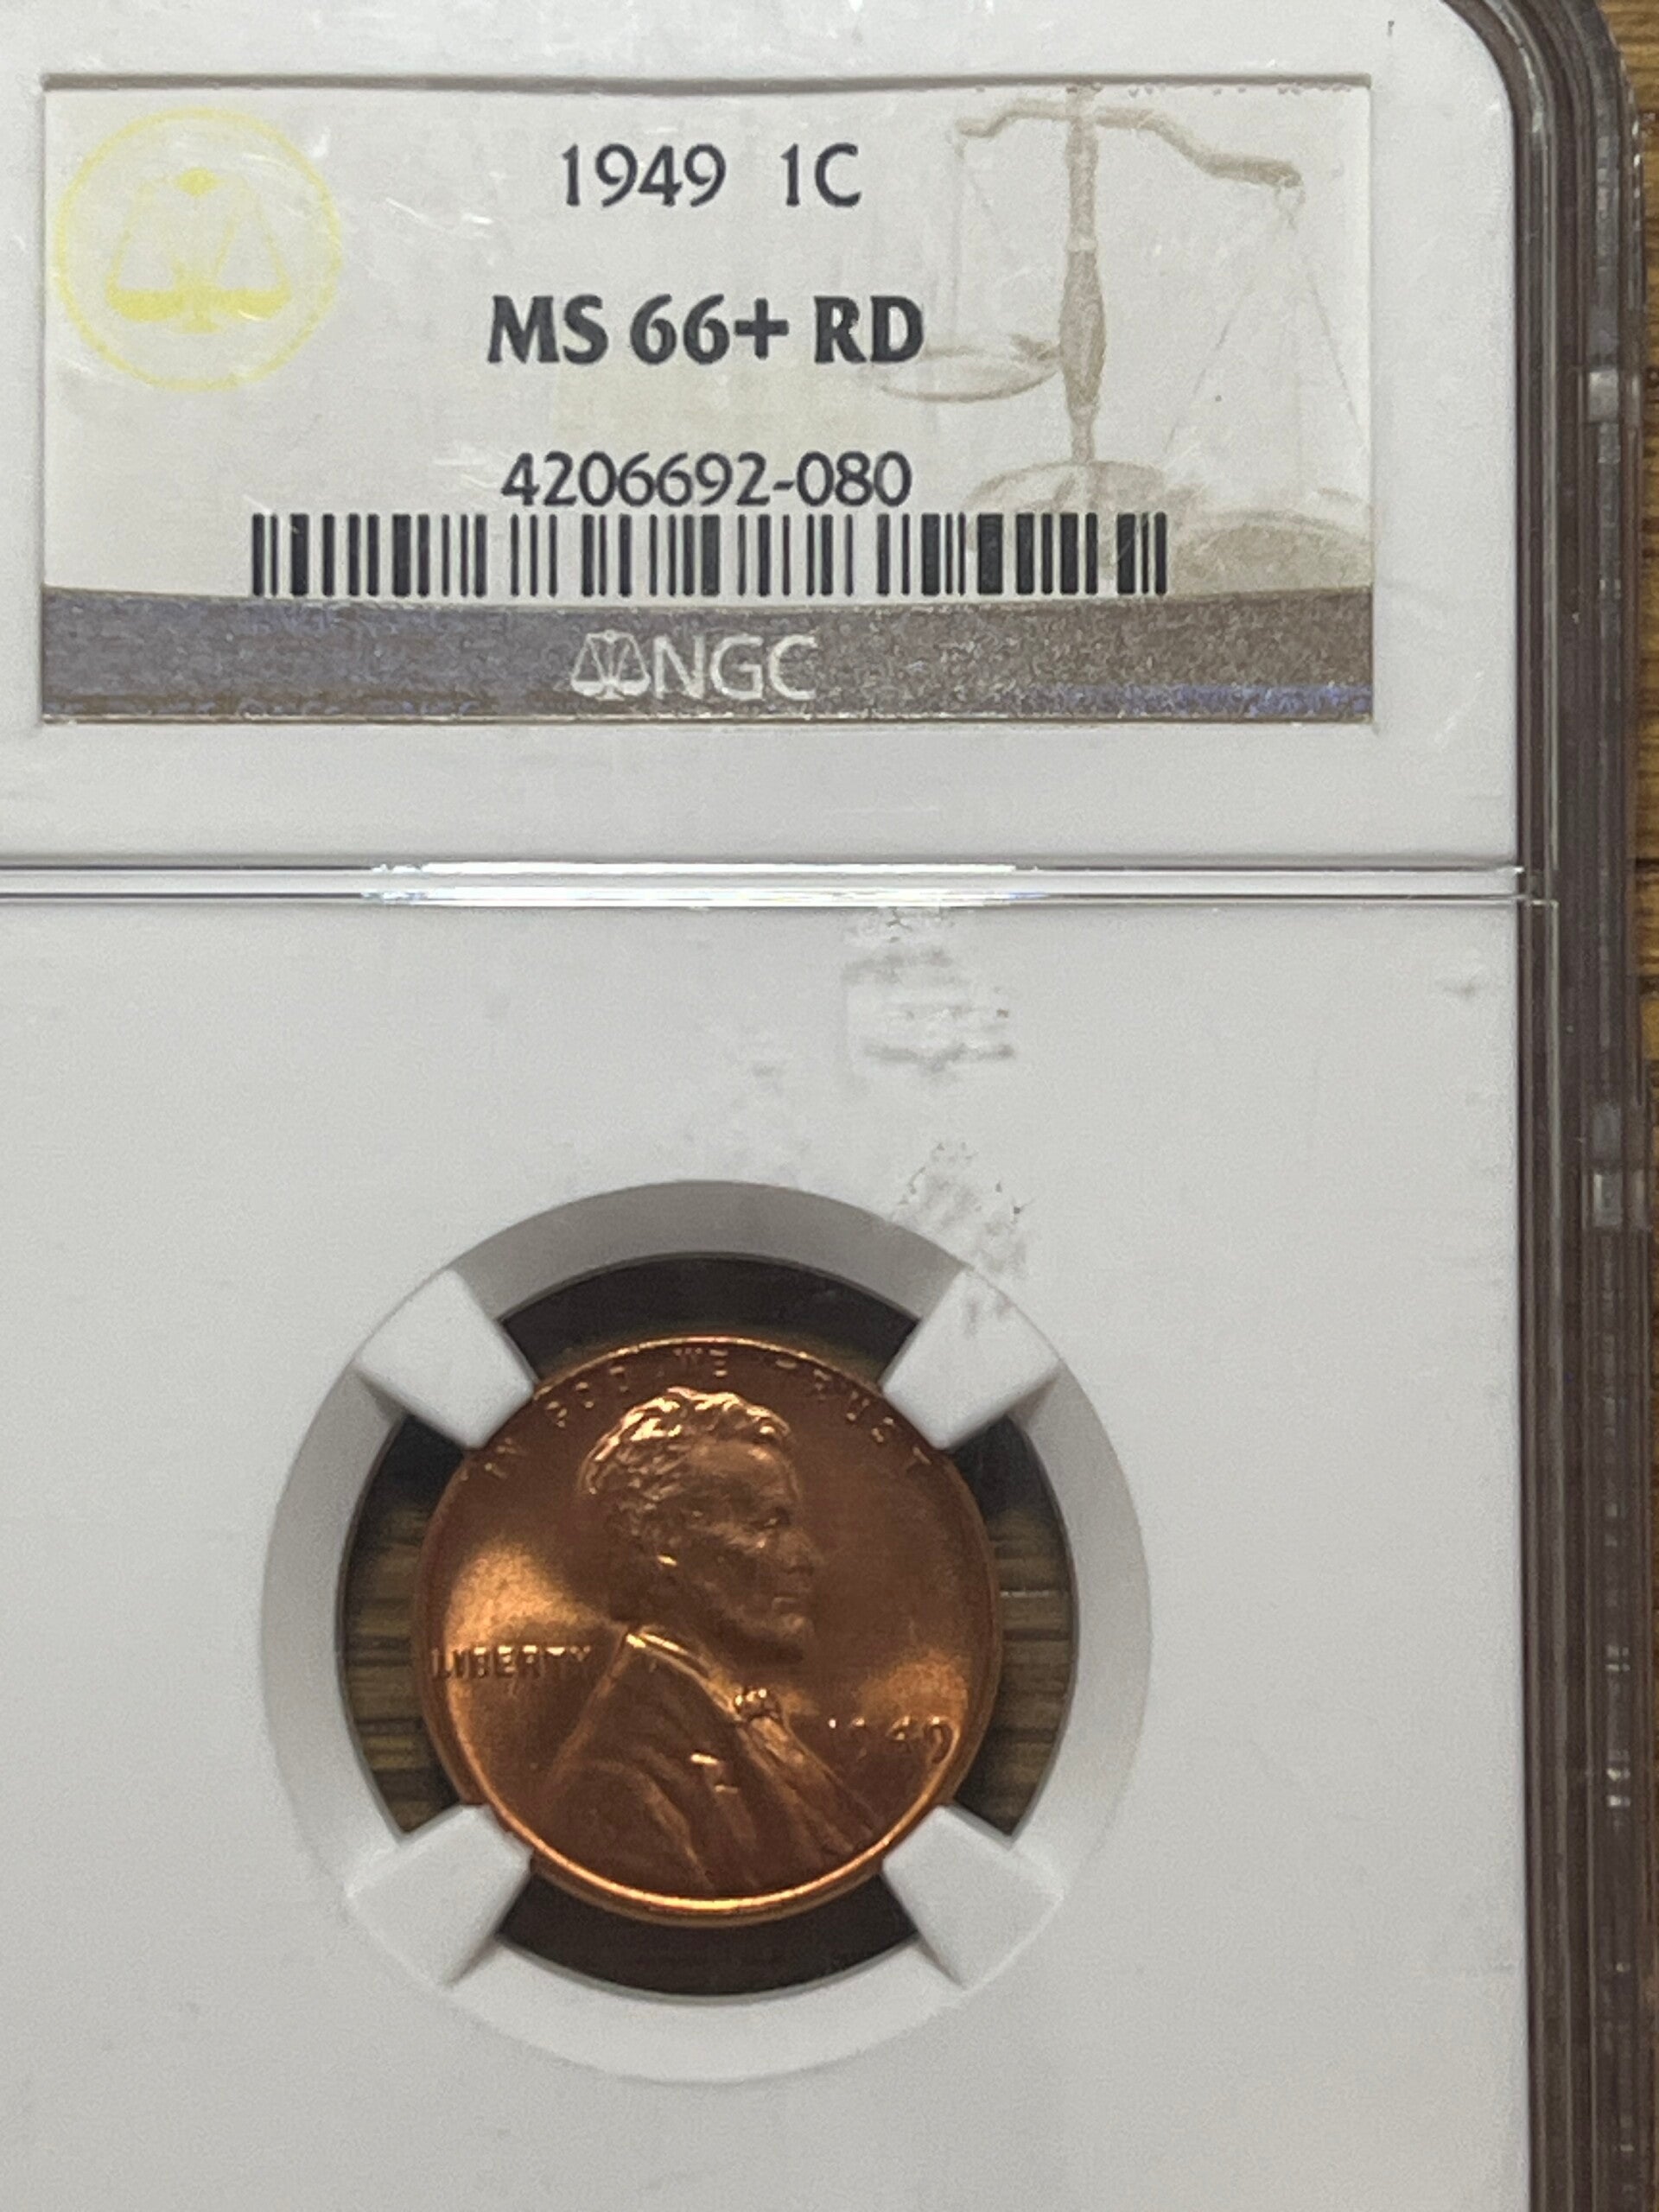 1949 1C
MS 66+ RD
4206692-080
NGC
IN GOD WE TRUST
LIBERTY
1949